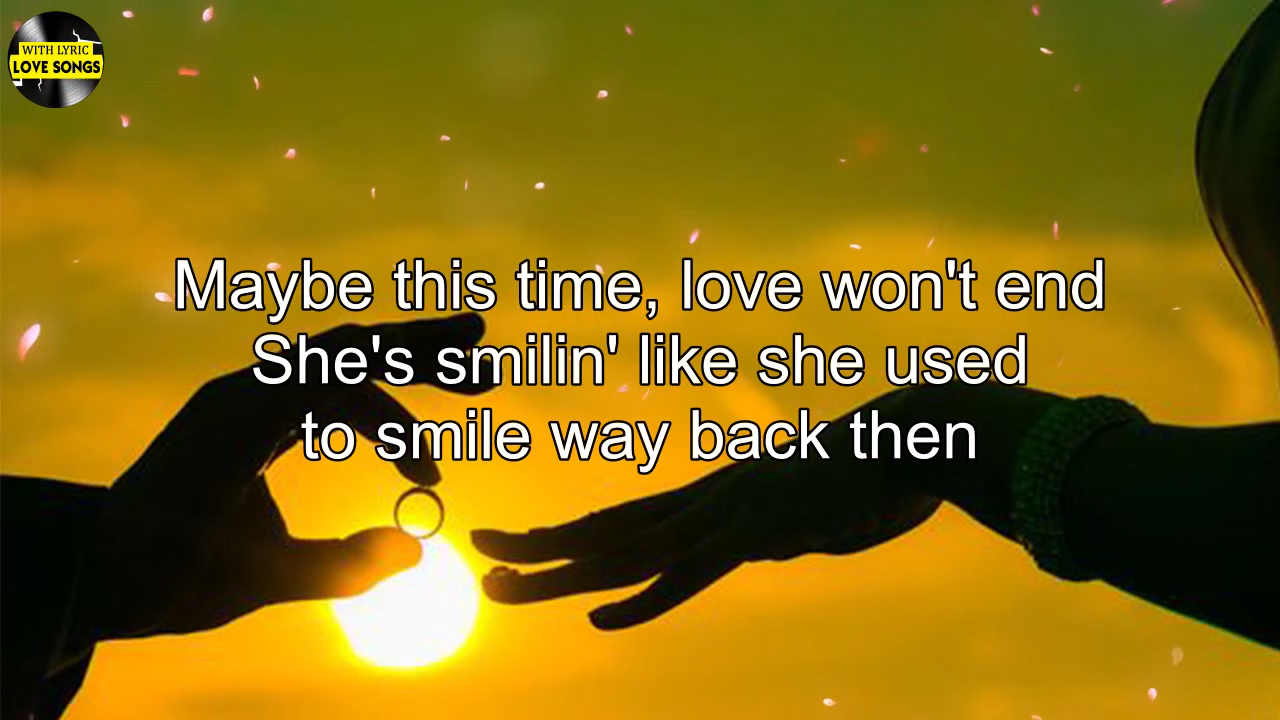 WITH LYRIC
LOVE SONGS
Maybe this time, love won't end
She's smilin' like she used
to smile way back then